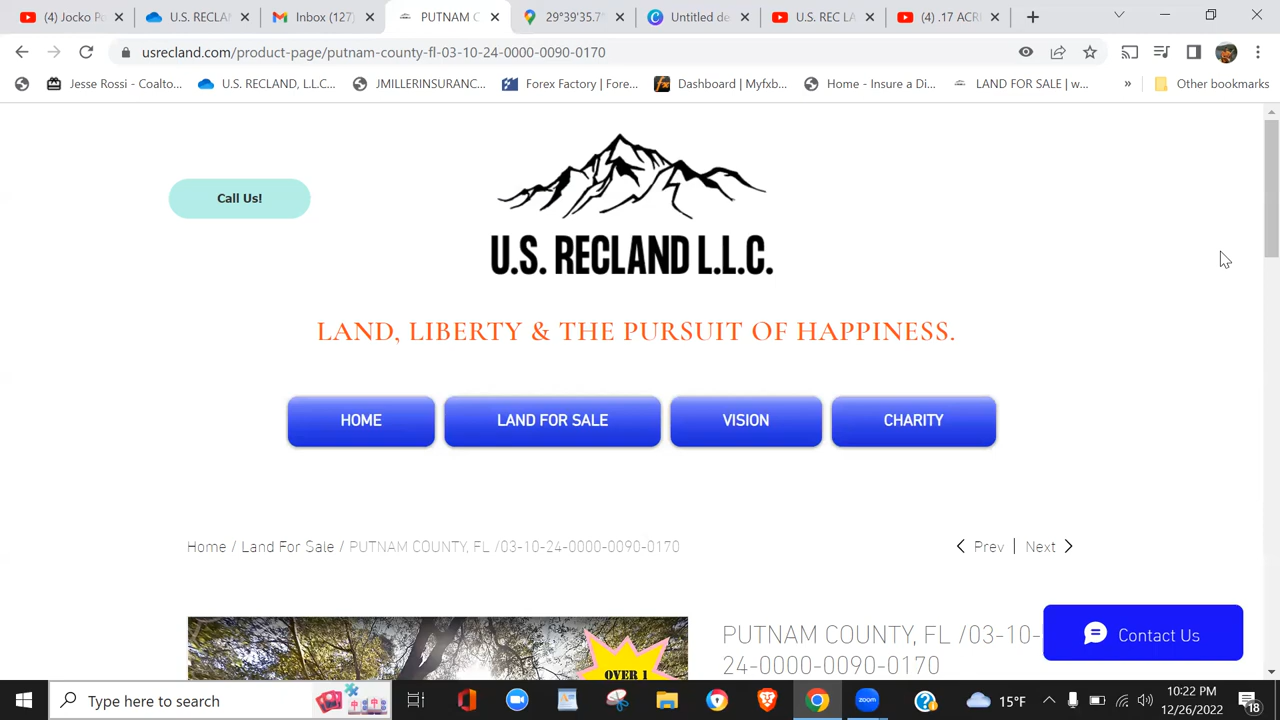 (4) Jocko Po
U.S. RECLAN
Inbox (127)
PUTNAM C
29°39'35.7"
Untitled de
U.S. REC LA
(4) .17 ACR
usrecland.com/product-page/putnam-county-fl-03-10-24-0000-0090-0170
Jesse Rossi - Coalto...
U.S. RECLAND, L.L.C...
JMILLERINSURANC...
Forex Factory | Fore...
Dashboard | Myfxb...
Home - Insure a Di...
LAND FOR SALE | w...
»
Other bookmarks
Call Us!
U.S. RECLAND L.L.C.
LAND, LIBERTY & THE PURSUIT OF HAPPINESS.
HOME
LAND FOR SALE
VISION
CHARITY
Home / Land For Sale / PUTNAM COUNTY, FL /03-10-24-0000-0090-0170
Prev | Next
OVER 1
PUTNAM COUNTY, FL /03-10-
24-0000-0090-0170
Contact Us
Type here to search
zoom
15°F
10:22 PM
12/26/2022
18